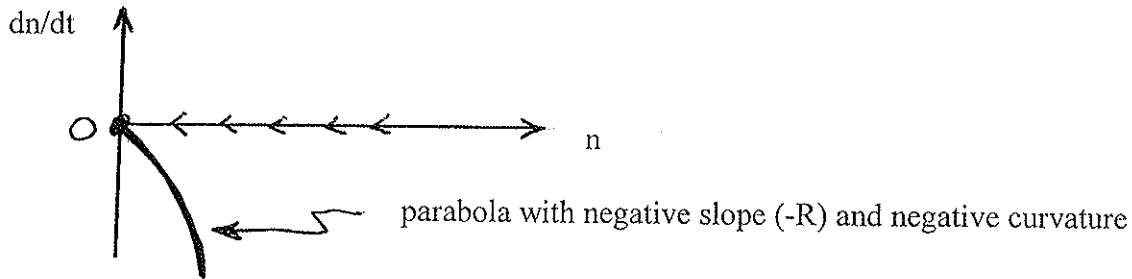 dn/dt
O
n
parabola with negative slope (-R) and negative curvature